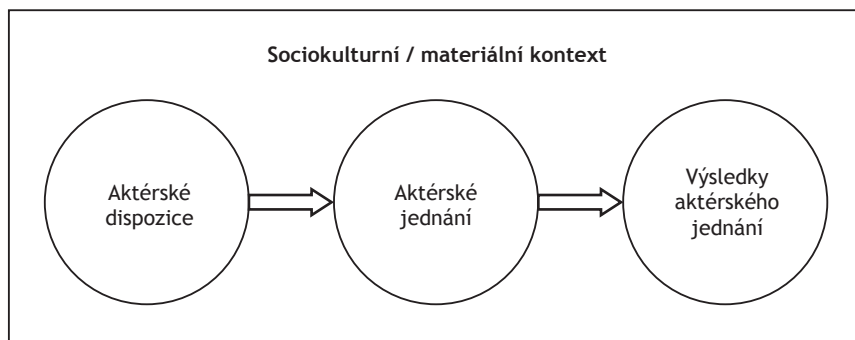 Sociokulturní / materiální kontext
Aktérské
dispozice
Aktérské
jednání
Výsledky
aktérského
jednání